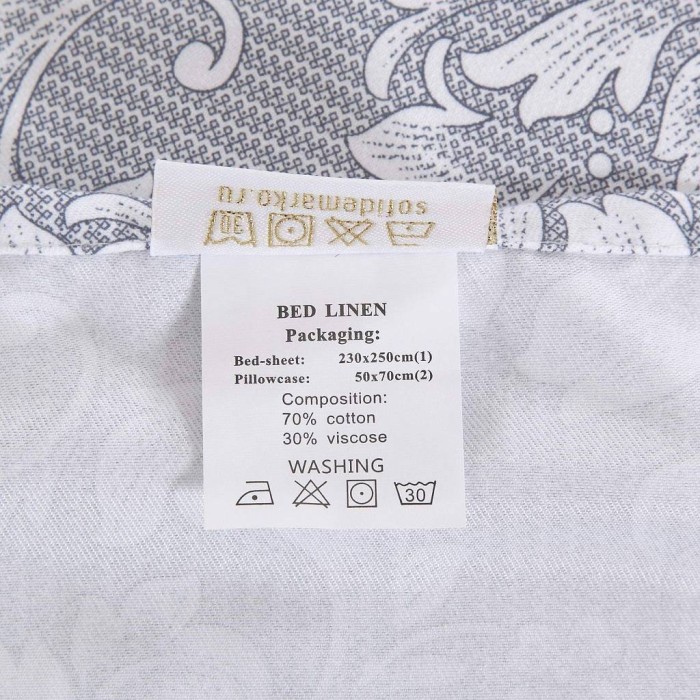 sofidemarko.ru
30
BED LINEN
Packaging:
Bed-sheet: 230x250cm(1)
Pillowcase: 50x70cm(2)
Composition:
70% cotton
30% viscose
WASHING
30